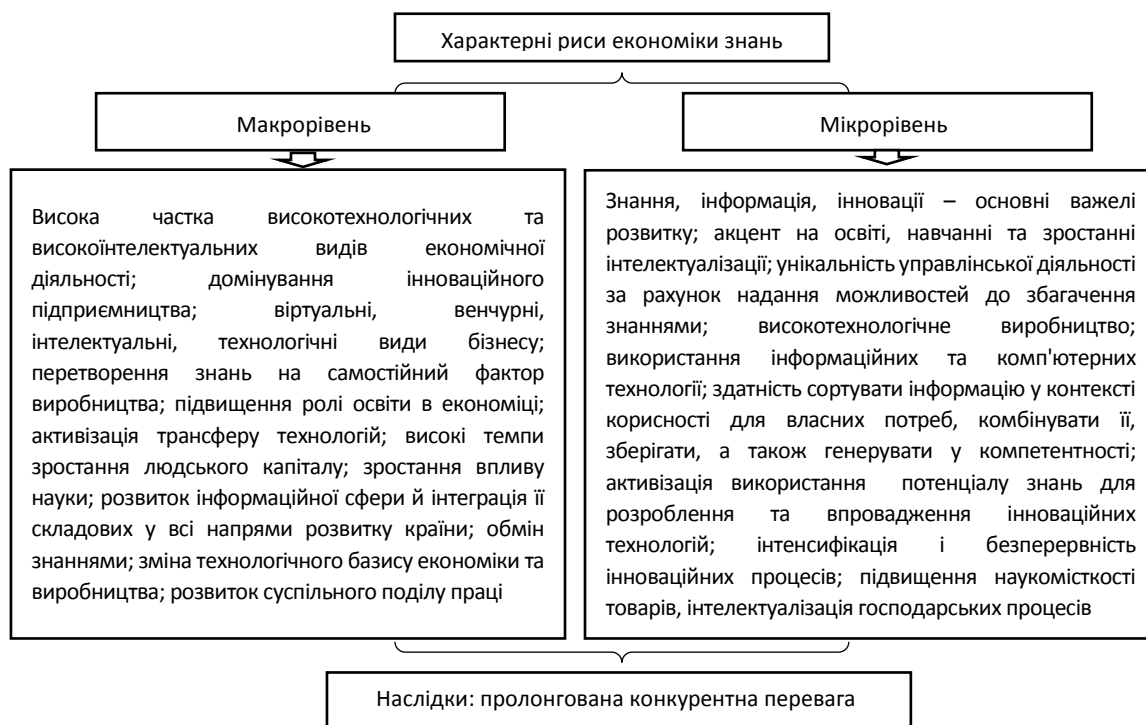 Характерні риси економіки знань
Макрорівень
Мікрорівень
Висока частка високотехнологічних та
високоїнтелектуальних видів економічної
діяльності; домінування інноваційного
підприємництва; віртуальні, венчурні,
інтелектуальні, технологічні види бізнесу;
перетворення знань на самостійний фактор
виробництва; підвищення ролі освіти в економіці;
активізація трансферу технологій; високі темпи
зростання людського капіталу; зростання впливу
науки; розвиток інформаційної сфери й інтеграція її
складових у всі напрями розвитку країни; обмін
знаннями; зміна технологічного базису економіки та
виробництва; розвиток суспільного поділу праці
Знання, інформація, інновації – основні важелі
розвитку; акцент на освіті, навчанні та зростанні
інтелектуалізації; унікальність управлінської діяльності
за рахунок надання можливостей до збагачення
знаннями; високотехнологічне виробництво;
використання інформаційних та комп'ютерних
технології; здатність сортувати інформацію у контексті
корисності для власних потреб, комбінувати її,
зберігати, а також генерувати у компетентності;
активізація використання потенціалу знань для
розроблення та впровадження інноваційних
технологій; інтенсифікація і безперервність
інноваційних процесів; підвищення наукомісткості
товарів, інтелектуалізація господарських процесів
Наслідки: пролонгована конкурентна перевага